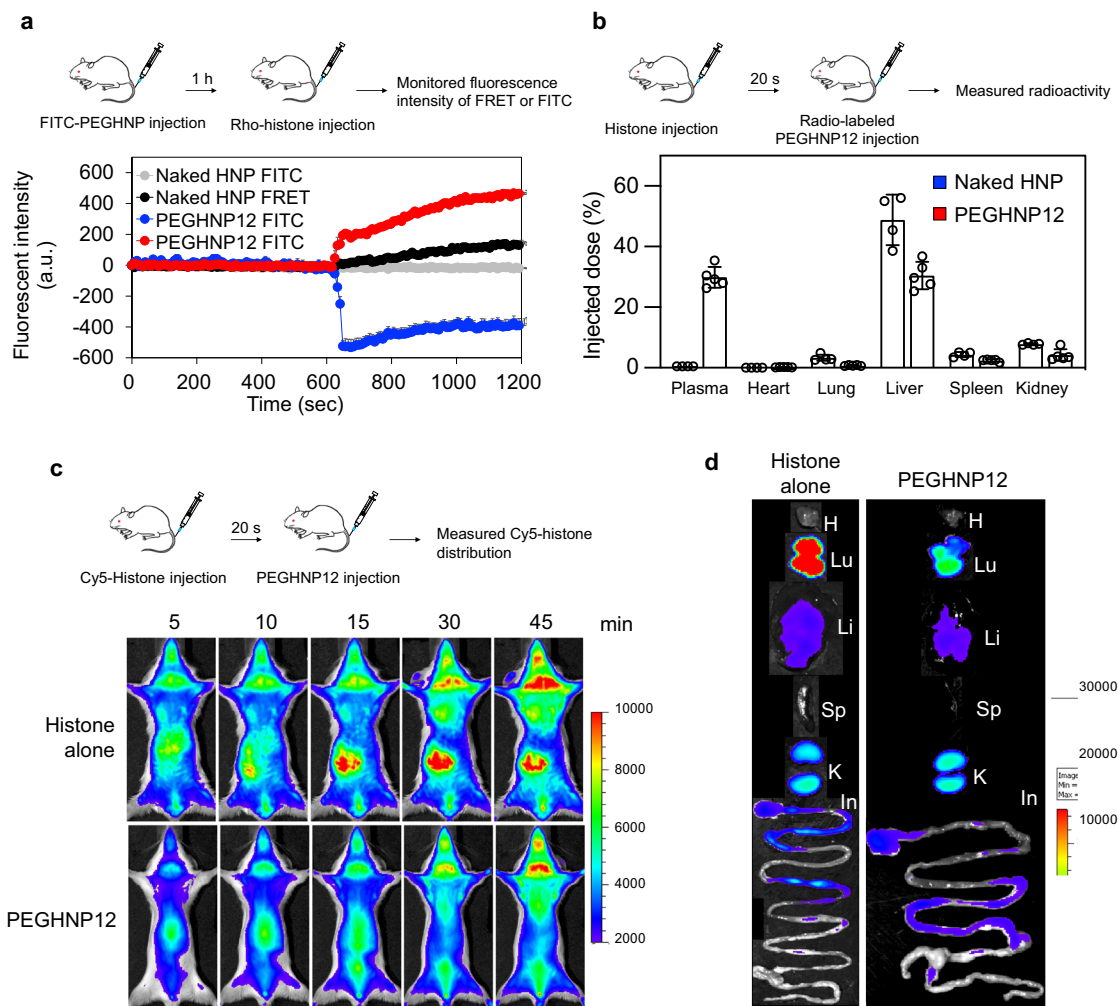 a
1 h
FITC-PEGHNP injection
Rho-histone injection
Monitored fluorescence
intensity of FRET or FITC
Fluorescent intensity
(a.u.)
600
400
200
0
-200
-400
-600
Naked HNP FITC
Naked HNP FRET
PEGHNP12 FITC
PEGHNP12 FITC
0 200 400 600 800 1000 1200
Time (sec)
b
20 s
Histone injection
Radio-labeled
PEGHNP12 injection
Measured radioactivity
Injected dose (%)
60
40
20
0
Naked HNP
PEGHNP12
Plasma Heart Lung Liver Spleen Kidney
c
20 s
Cy5-Histone injection
PEGHNP12 injection
Measured Cy5-histone
distribution
5 10 15 30 45 min
Histone
alone
PEGHNP12
10000
8000
6000
4000
2000
d
Histone
alone
PEGHNP12
H
Lu
Li
Sp
K
In
H
Lu
Li
Sp
K
In
30000
20000
Image
Min =
Max =
10000